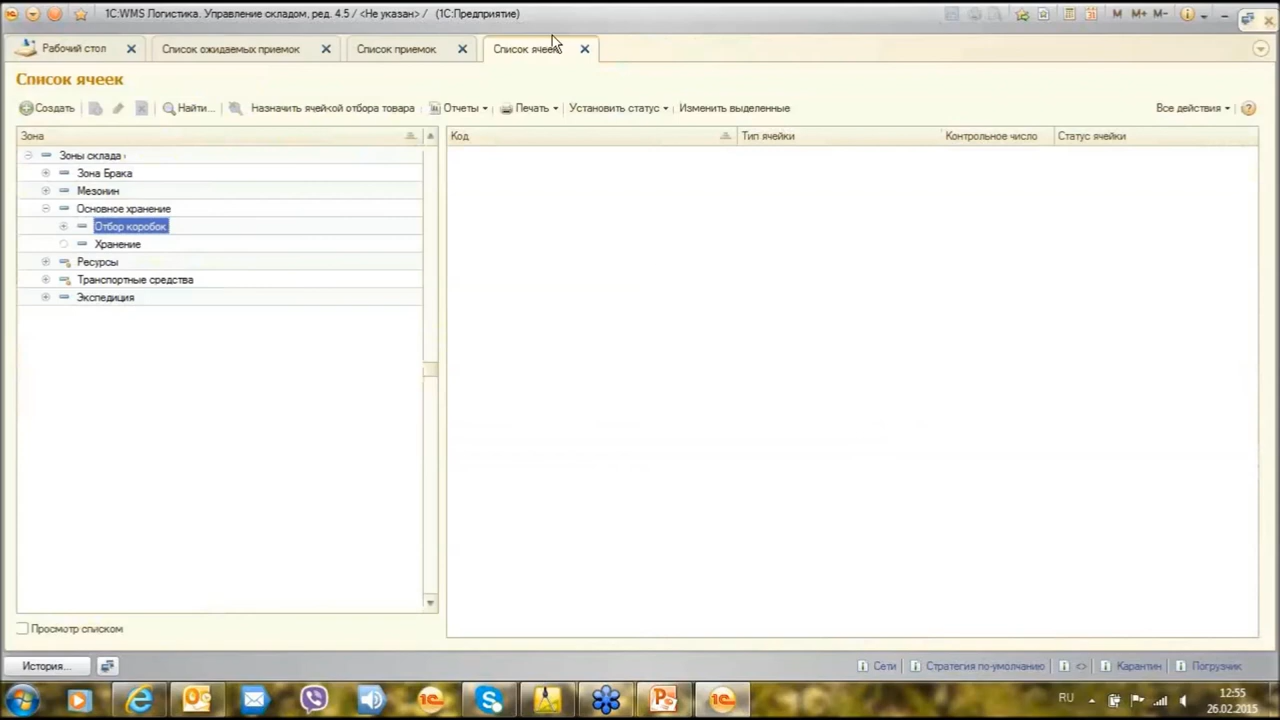 1С:WMS Логистика. Управление складом, ред. 4.5 / <Не указан> / (1С:Предприятие)
M M+ M-
Рабочий стол Список ожидаемых приемок Список приемок Список ячеек
Список ячеек
Создать Найти... Назначить ячейкой отбора товара Отчеты Печать Установить статус Изменить выделенные Все действия
Зона Код Тип ячейки Контрольное число Статус ячейки
Зоны склада
Зона Брака
Мезонин
Основное хранение
Отбор коробок
Хранение
Ресурсы
Транспортные средства
Экспедиция
Просмотр списком
История... Сети Стратегия по-умолчанию <> Карантин Погрузчик
RU 12:55
26.02.2015